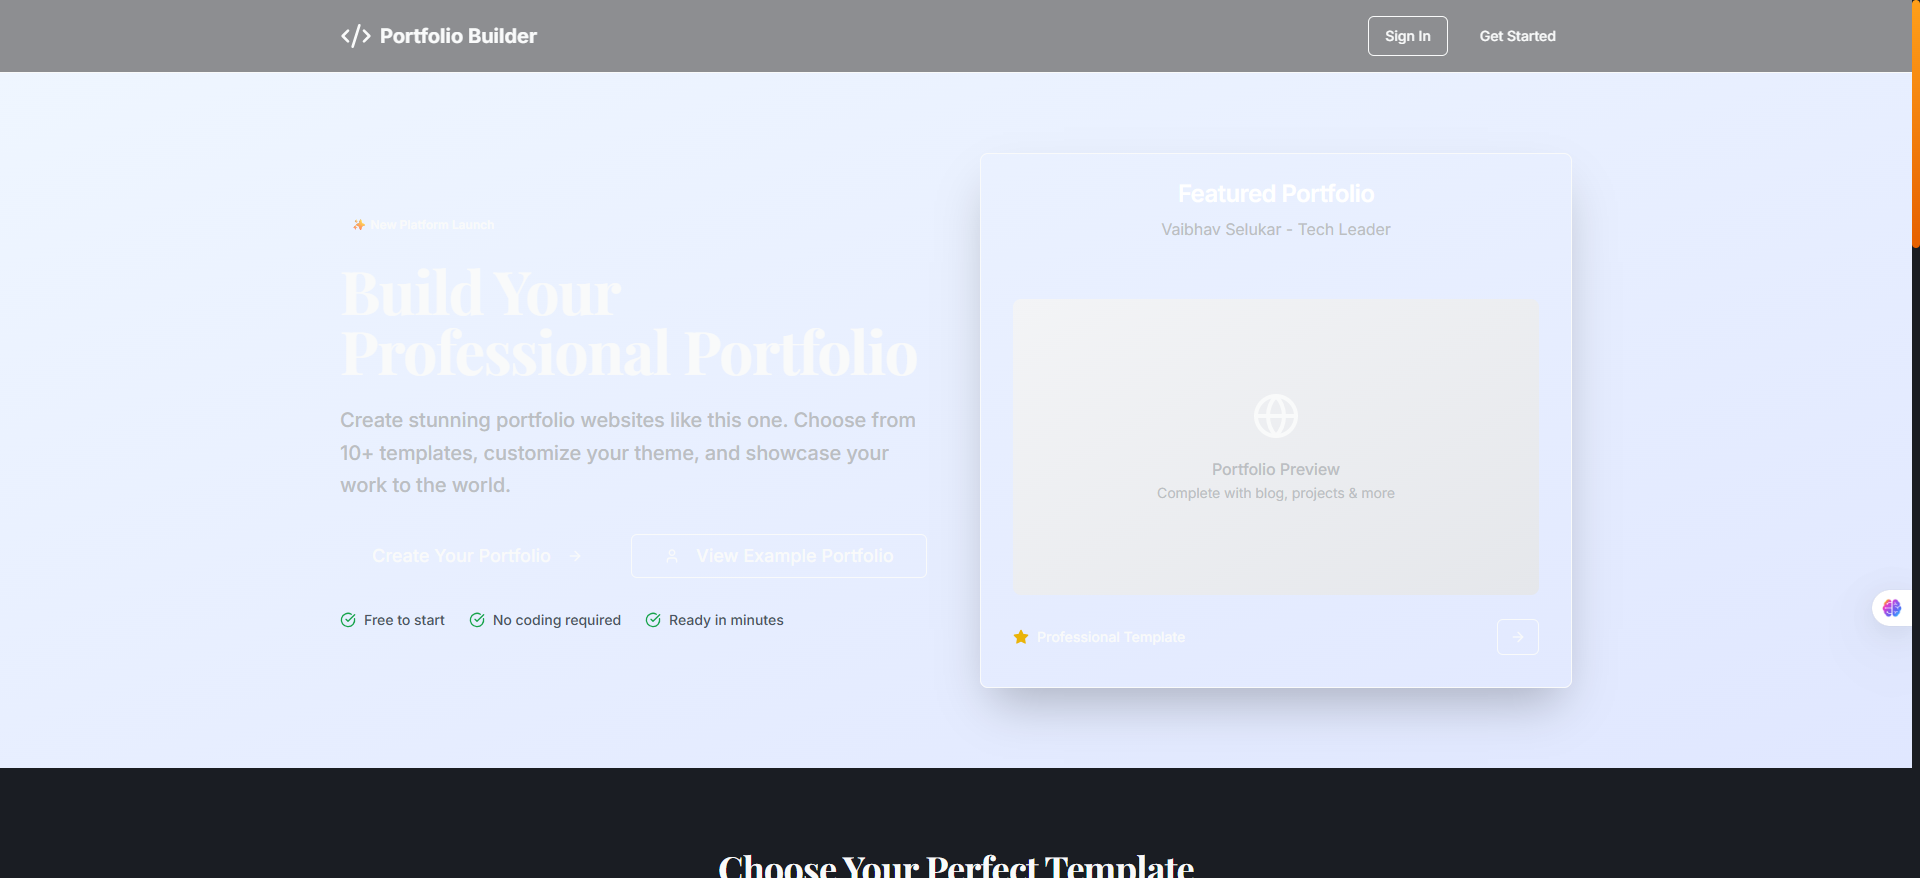 Portfolio Builder
Sign In
Get Started
✨ New Platform Launch
Build Your
Professional Portfolio
Create stunning portfolio websites like this one. Choose from
10+ templates, customize your theme, and showcase your
work to the world.
Create Your Portfolio
View Example Portfolio
Free to start
No coding required
Ready in minutes
Featured Portfolio
Vaibhav Selukar - Tech Leader
Portfolio Preview
Complete with blog, projects & more
Professional Template
Choose Your Perfect Template